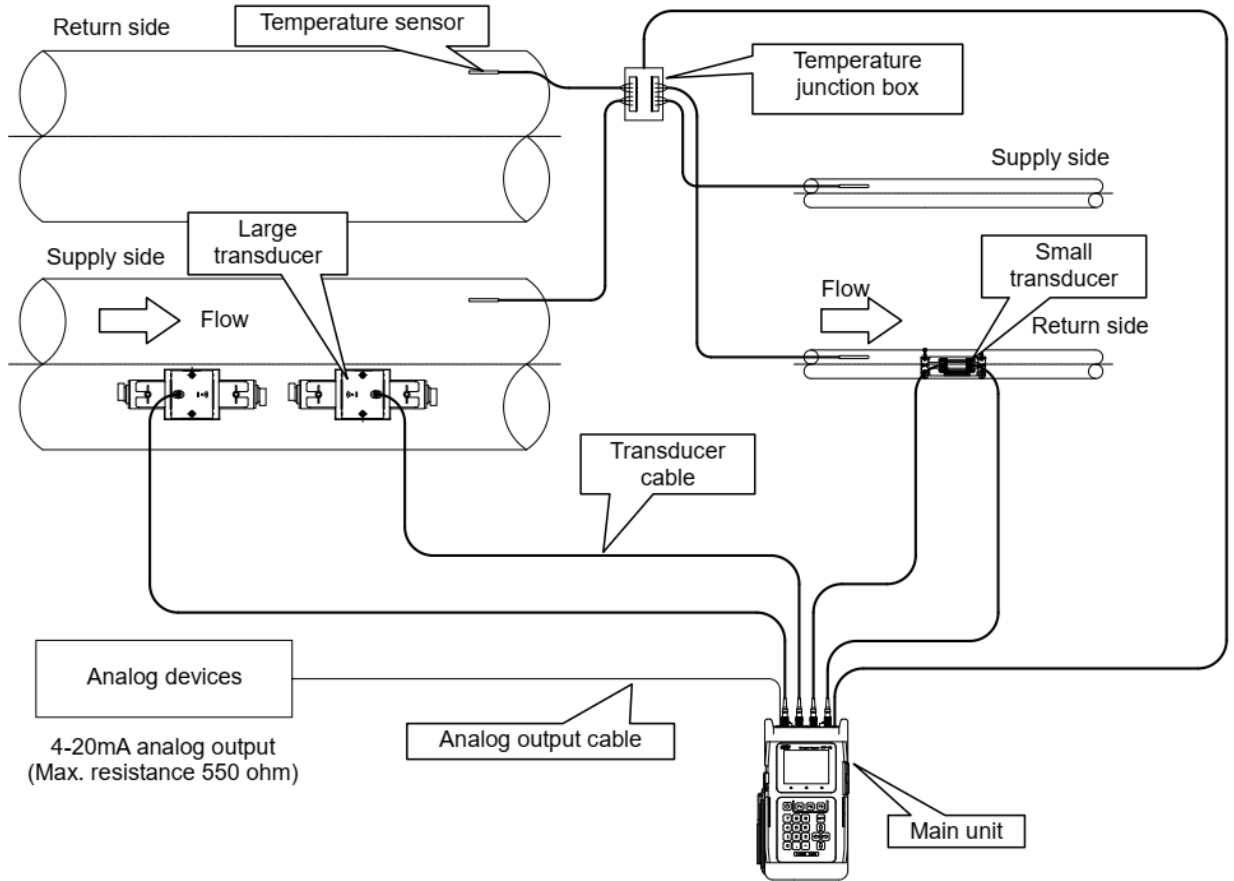 Return side
Temperature sensor
Temperature
junction box
Supply side
Large
transducer
Supply side
Small
transducer
Flow
Flow
Return side
Transducer
cable
Analog devices
Analog output cable
4-20mA analog output
(Max. resistance 550 ohm)
Main unit